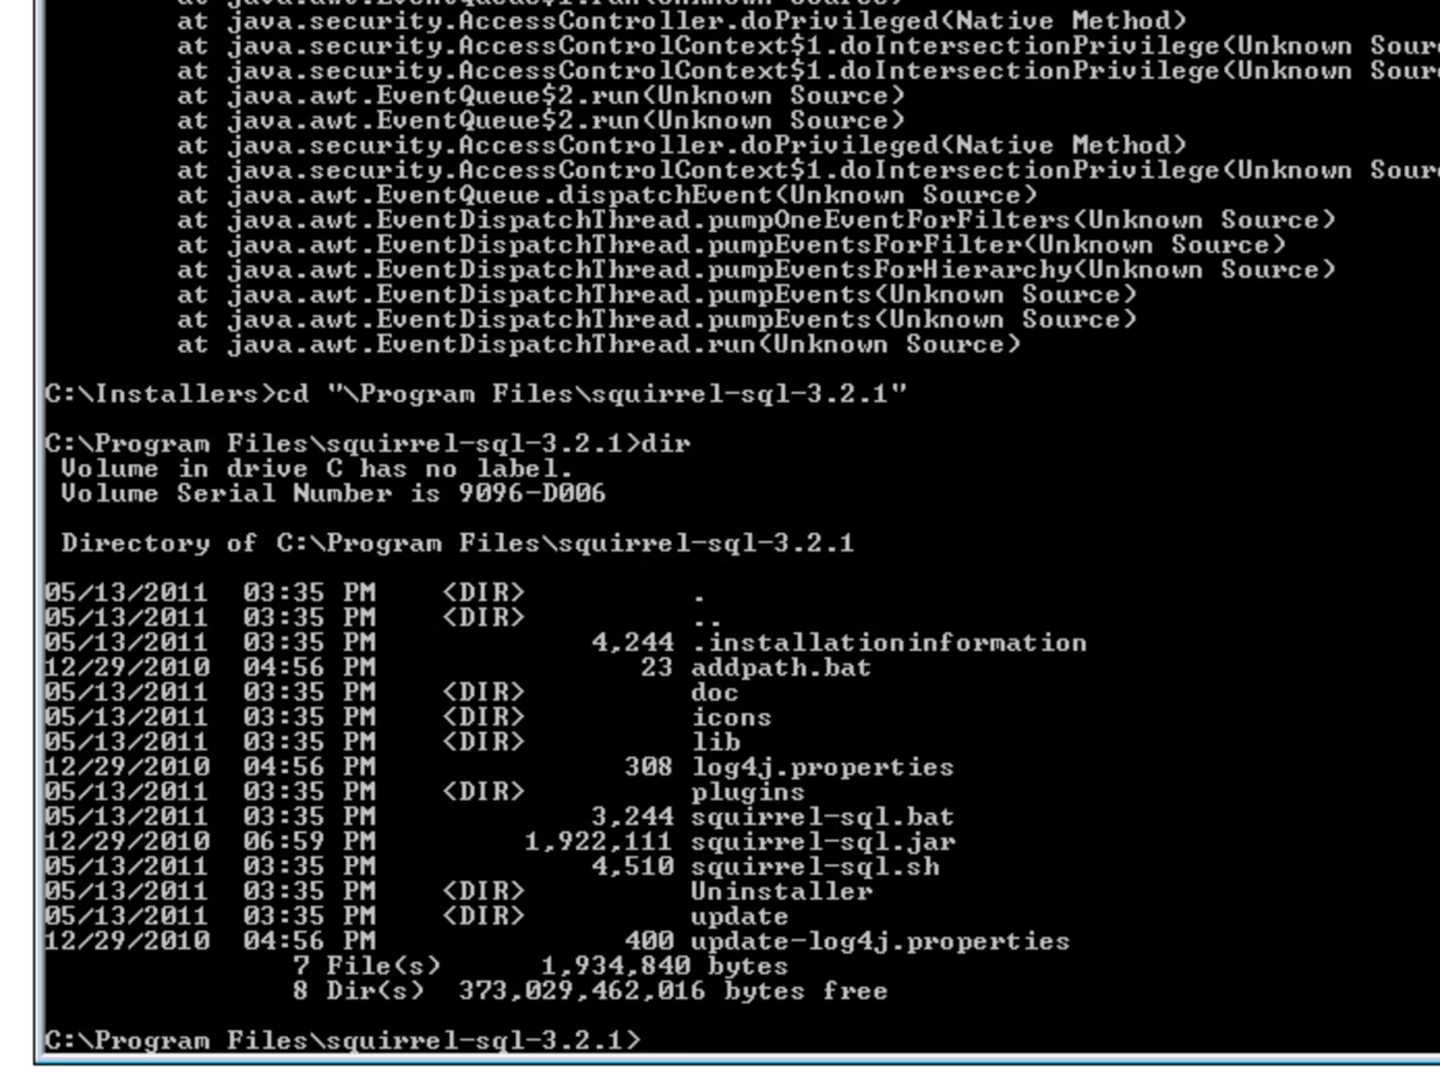 at java.security.AccessController.doPrivileged(Native Method)
at java.security.AccessControlContext$1.doIntersectionPrivilege(Unknown
at java.security.AccessControlContext$1.doIntersectionPrivilege(Unknown
at java.awt.EventQueue$2.run(Unknown Source)
at java.awt.EventQueue$2.run(Unknown Source)
at java.security.AccessController.doPrivileged(Native Method)
at java.security.AccessControlContext$1.doIntersectionPrivilege(Unknown
at java.awt.EventQueue.dispatchEvent(Unknown Source)
at java.awt.EventDispatchThread.pumpOneEventForFilters(Unknown Source)
at java.awt.EventDispatchThread.pumpEventsForFilter(Unknown Source)
at java.awt.EventDispatchThread.pumpEventsForHierarchy(Unknown Source)
at java.awt.EventDispatchThread.pumpEvents(Unknown Source)
at java.awt.EventDispatchThread.pumpEvents(Unknown Source)
at java.awt.EventDispatchThread.run(Unknown Source)
C:\Installers>cd "\Program Files\squirrel-sql-3.2.1"
C:\Program Files\squirrel-sql-3.2.1>dir
Volume in drive C has no label.
Volume Serial Number is 9096-D006
Directory of C:\Program Files\squirrel-sql-3.2.1
05/13/2011 03:35 PM <DIR> .
05/13/2011 03:35 PM <DIR> ..
05/13/2011 03:35 PM 4,244 .installationinformation
12/29/2010 04:56 PM 23 addpath.bat
05/13/2011 03:35 PM <DIR> doc
05/13/2011 03:35 PM <DIR> icons
05/13/2011 03:35 PM <DIR> lib
12/29/2010 04:56 PM 308 log4j.properties
05/13/2011 03:35 PM <DIR> plugins
05/13/2011 03:35 PM 3,244 squirrel-sql.bat
12/29/2010 06:59 PM 1,922,111 squirrel-sql.jar
05/13/2011 03:35 PM 4,510 squirrel-sql.sh
05/13/2011 03:35 PM <DIR> Uninstaller
05/13/2011 03:35 PM <DIR> update
12/29/2010 04:56 PM 400 update-log4j.properties
7 File(s) 1,934,840 bytes
8 Dir(s) 373,029,462,016 bytes free
C:\Program Files\squirrel-sql-3.2.1>